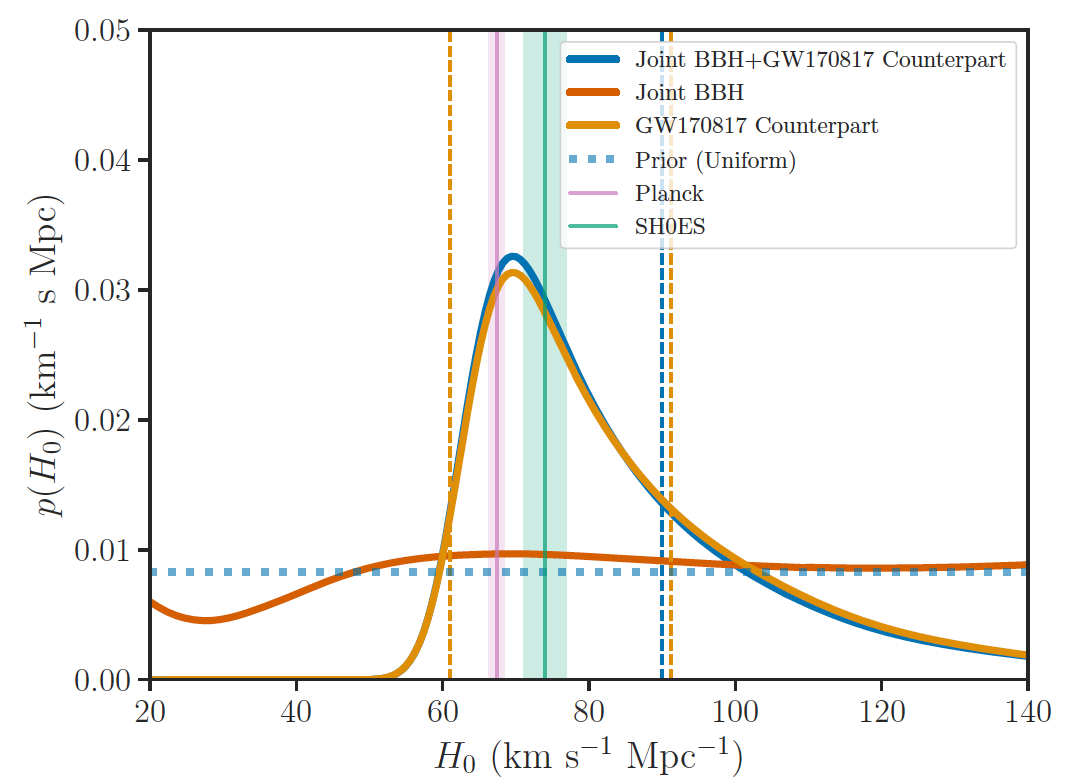 0.05
0.04
0.03
0.02
0.01
0.00
p(H₀) (km⁻¹ s Mpc)
Joint BBH+GW170817 Counterpart
Joint BBH
GW170817 Counterpart
Prior (Uniform)
Planck
SH0ES
20 40 60 80 100 120 140
H₀ (km s⁻¹ Mpc⁻¹)